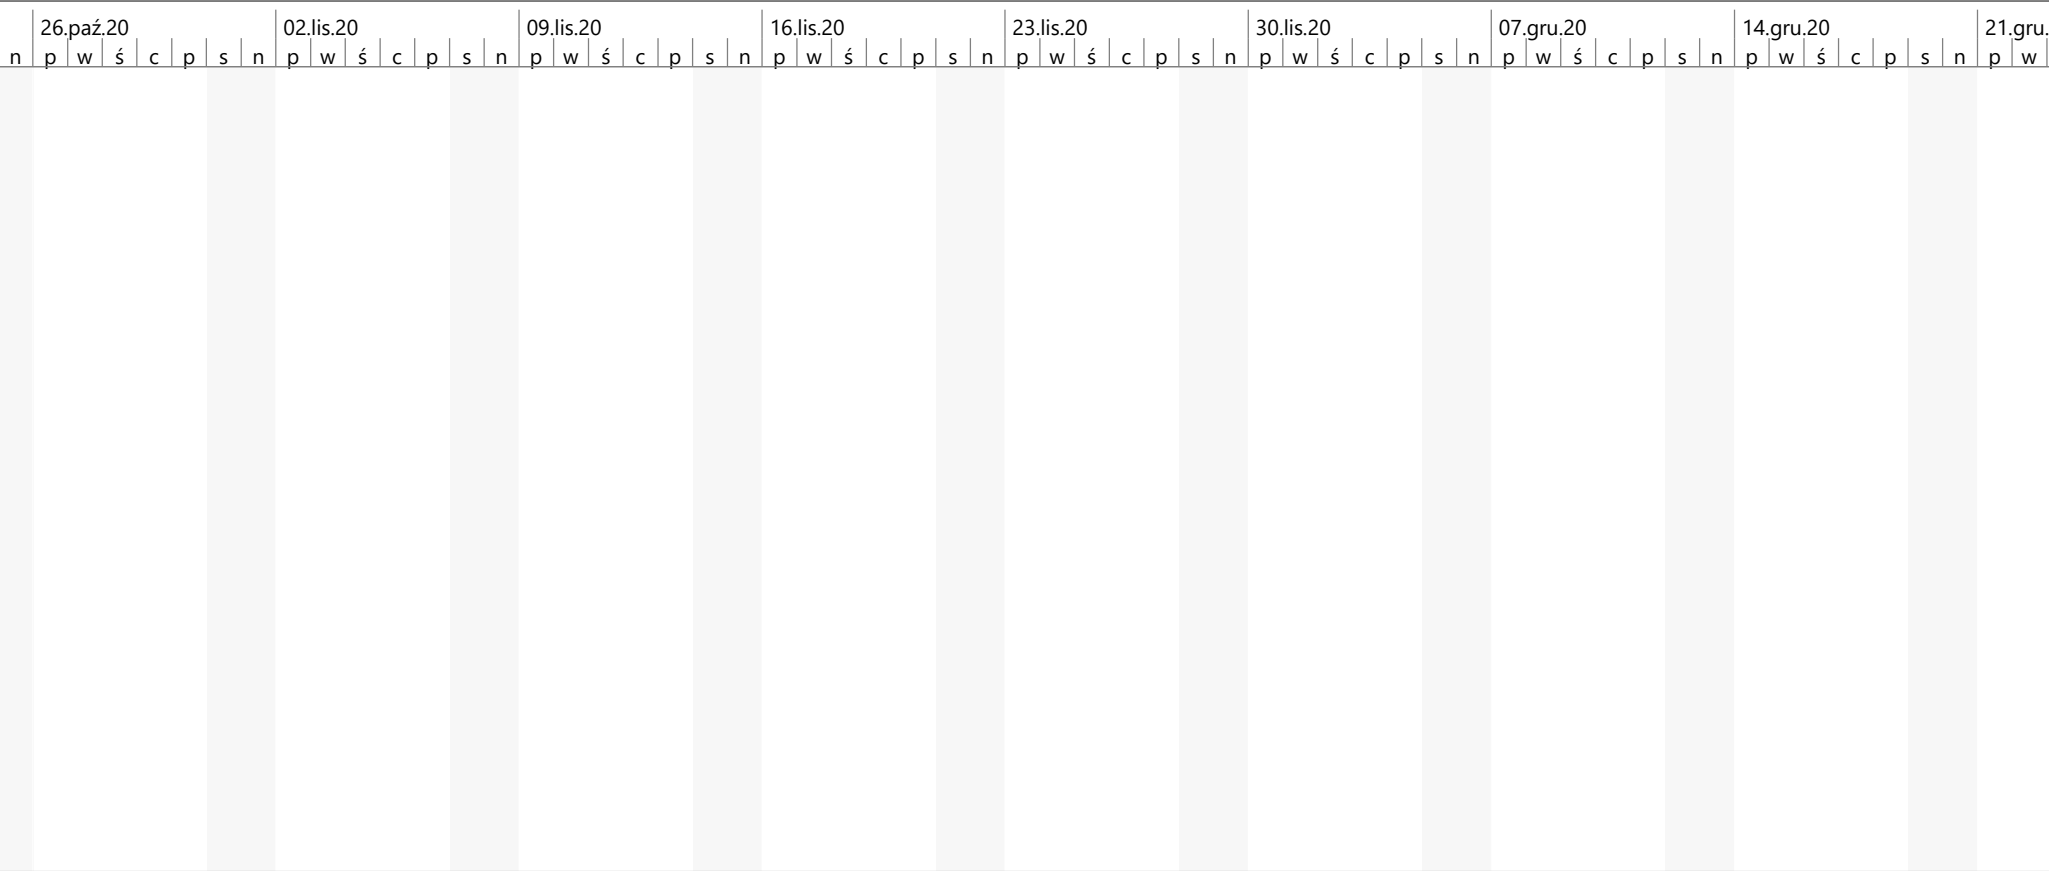 26.paź.20 02.lis.20 09.lis.20 16.lis.20 23.lis.20 30.lis.20 07.gru.20 14.gru.20 21.gru.
n p w ś c p s n p w ś c p s n p w ś c p s n p w ś c p s n p w ś c p s n p w ś c p s n p w ś c p s n p w ś c p s n p w